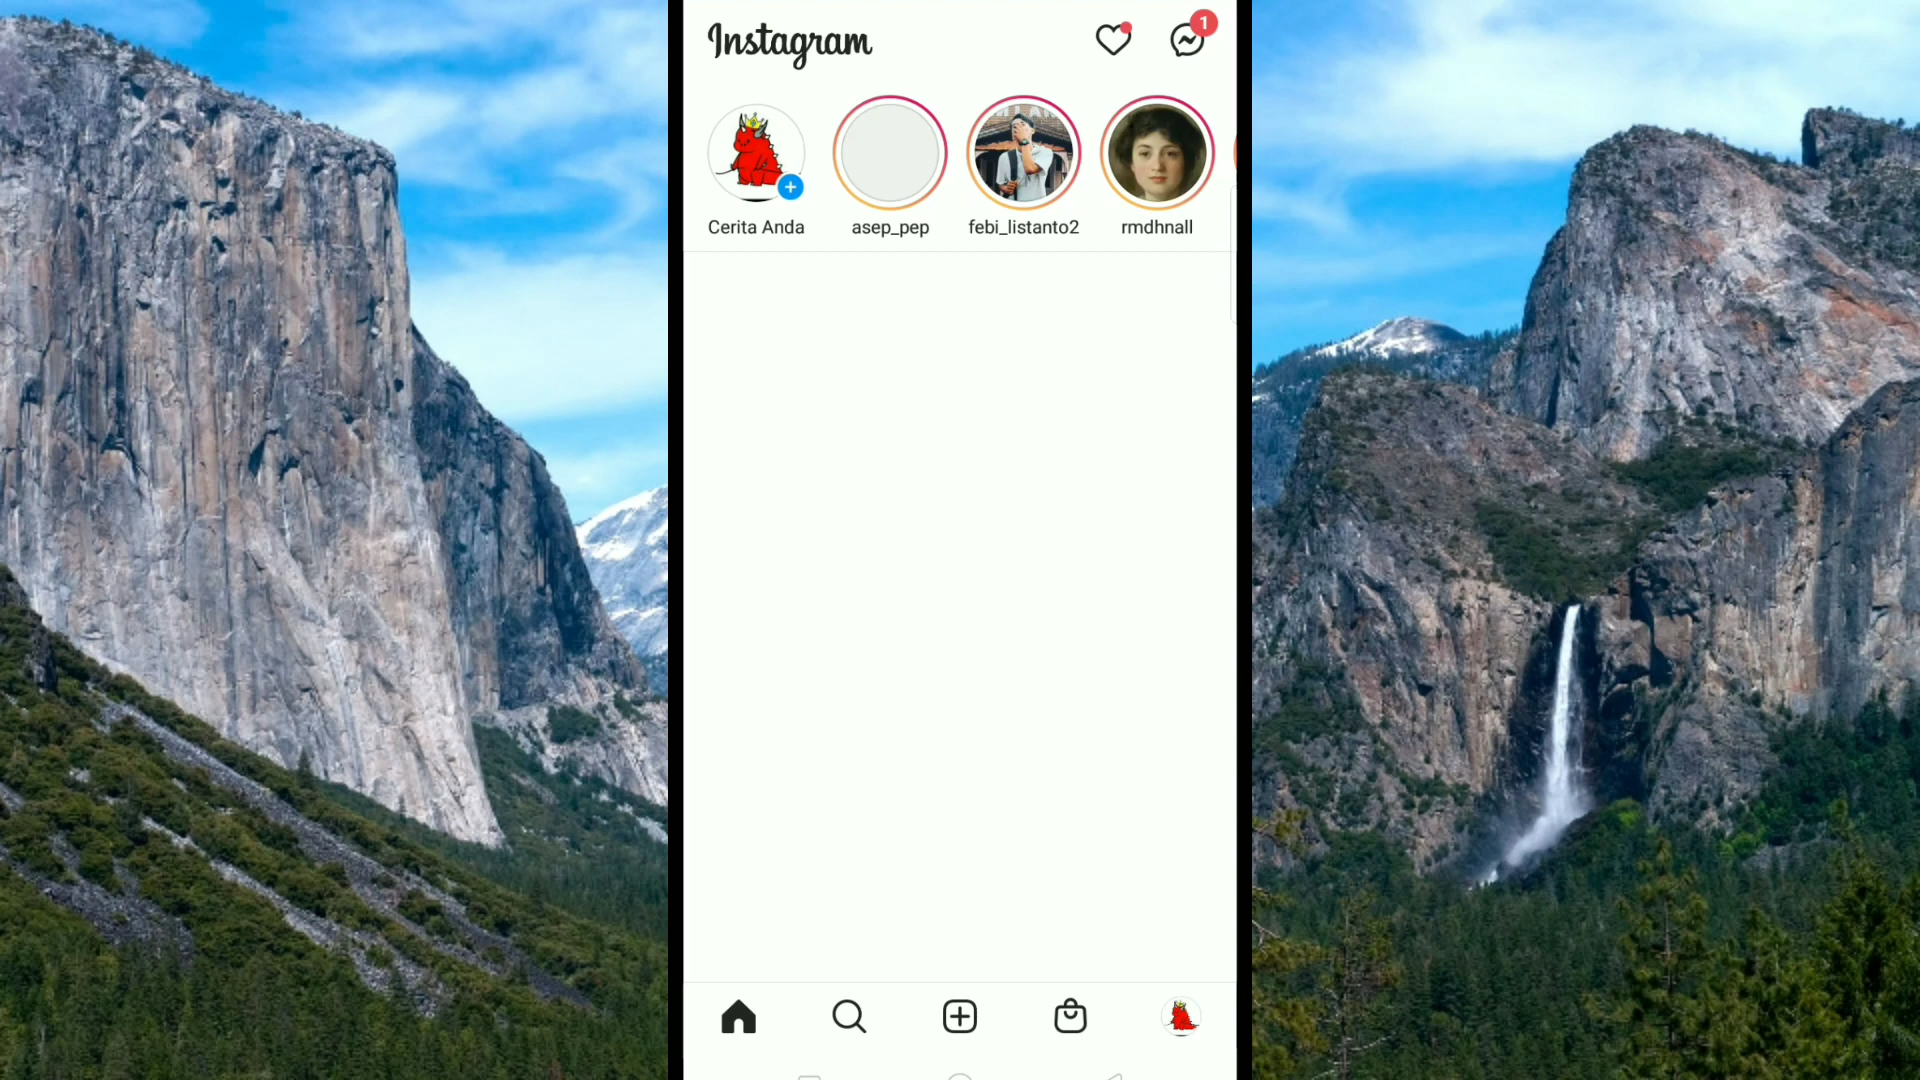 Instagram
1
Cerita Anda
asep_pep
febi_listanto2
rmdhnall